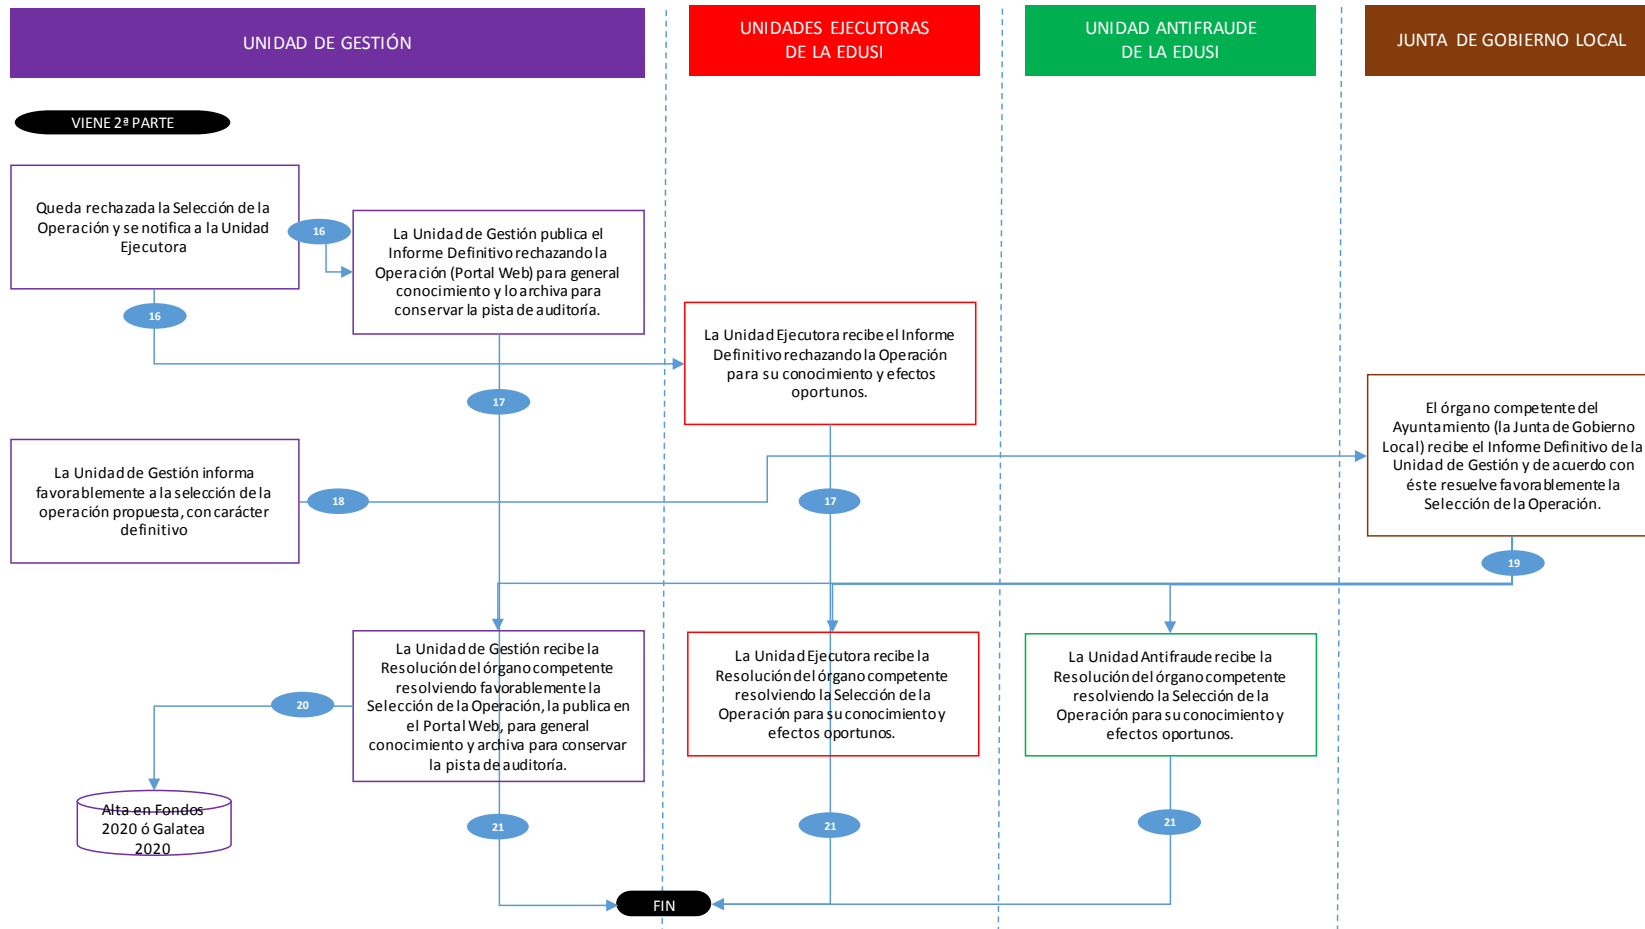 UNIDAD DE GESTIÓN
UNIDADES EJECUTORAS
DE LA EDUSI
UNIDAD ANTIFRAUDE
DE LA EDUSI
JUNTA DE GOBIERNO LOCAL
VIENE 2ª PARTE
Queda rechazada la Selección de la
Operación y se notifica a la Unidad
Ejecutora
16
La Unidad de Gestión publica el
Informe Definitivo rechazando la
Operación (Portal Web) para general
conocimiento y lo archiva para
conservar la pista de auditoría.
16
La Unidad Ejecutora recibe el Informe
Definitivo rechazando la Operación
para su conocimiento y efectos
oportunos.
17
El órgano competente del
Ayuntamiento (la Junta de Gobierno
Local) recibe el Informe Definitivo de la
Unidad de Gestión y de acuerdo con
éste resuelve favorablemente la
Selección de la Operación.
La Unidad de Gestión informa
favorablemente a la selección de la
operación propuesta, con carácter
definitivo
18
17
19
La Unidad de Gestión recibe la
Resolución del órgano competente
resolviendo favorablemente la
Selección de la Operación, la publica en
el Portal Web, para general
conocimiento y archiva para conservar
la pista de auditoría.
La Unidad Ejecutora recibe la
Resolución del órgano competente
resolviendo la Selección de la
Operación para su conocimiento y
efectos oportunos.
La Unidad Antifraude recibe la
Resolución del órgano competente
resolviendo la Selección de la
Operación para su conocimiento y
efectos oportunos.
20
Alta en Fondos
2020 ó Galatea
2020
21
21
21
FIN